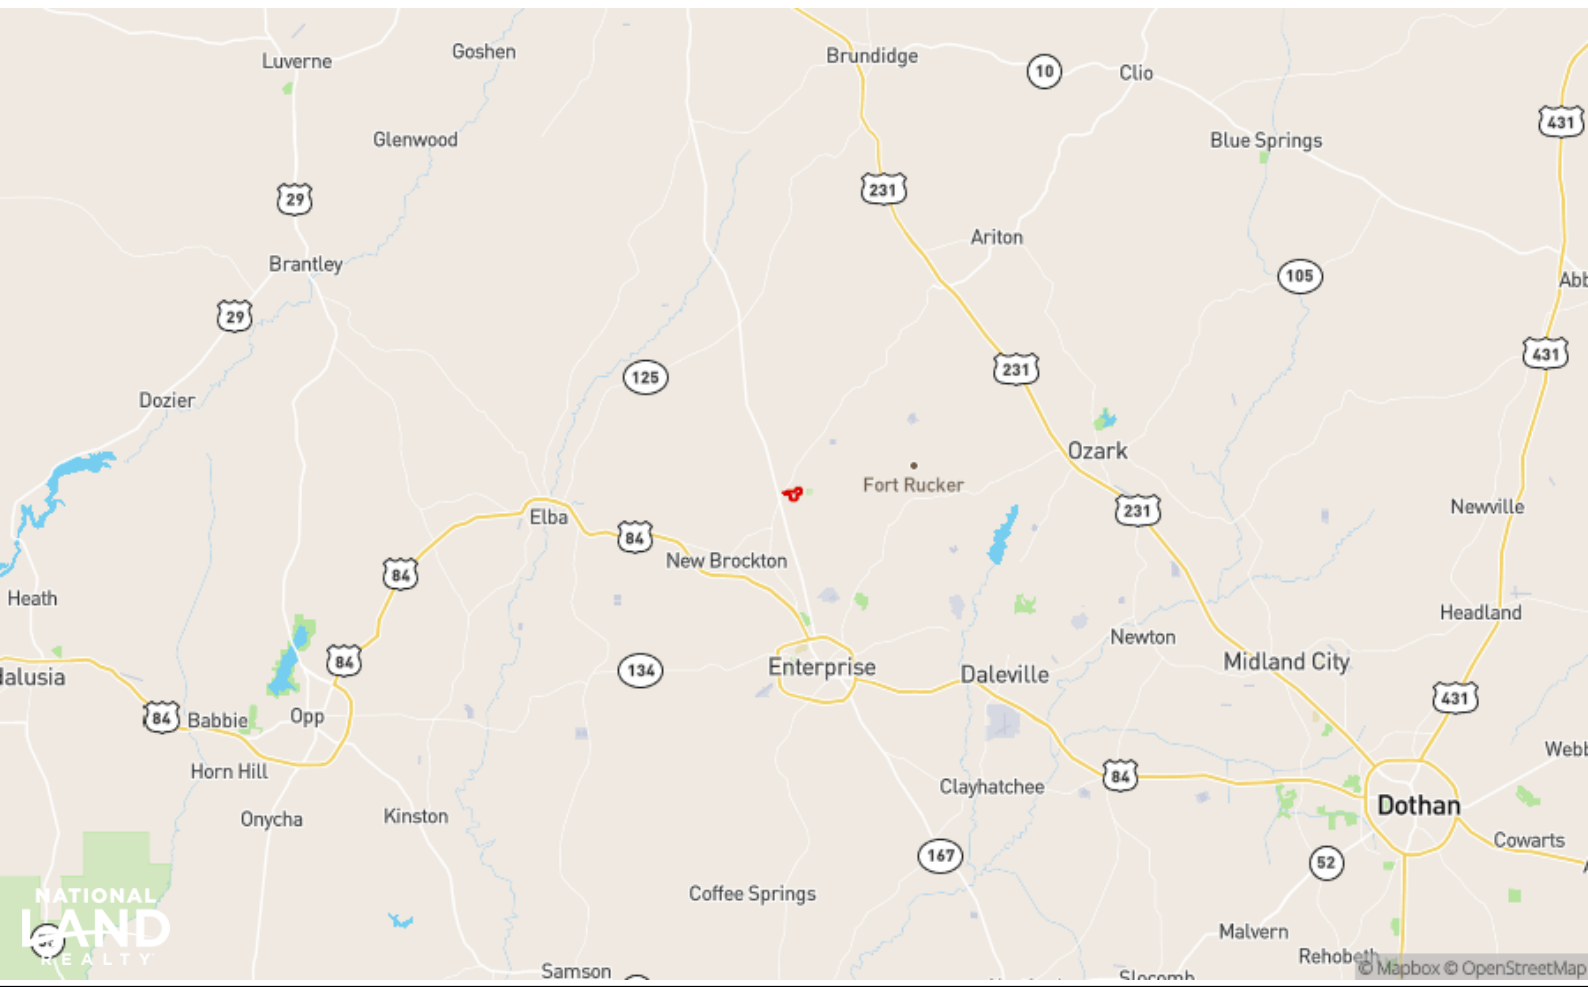 Luverne
Goshen
Brundidge
10
Clio
431
Glenwood
Blue Springs
29
231
Brantley
Ariton
105
Abb
29
125
231
431
Dozier
Ozark
Fort Rucker
Elba
84
231
Newville
New Brockton
84
Heath
Headland
Newton
dalusia
84
134
Enterprise
Daleville
Midland City
431
84
Babbie
Opp
Horn Hill
Webb
Clayhatchee
84
Onycha
Kinston
Dothan
Cowarts
167
52
Coffee Springs
NATIONAL
LAND
REALTY
Malvern
Rehobeth
Samson
Slocomb
© Mapbox © OpenStreetMap